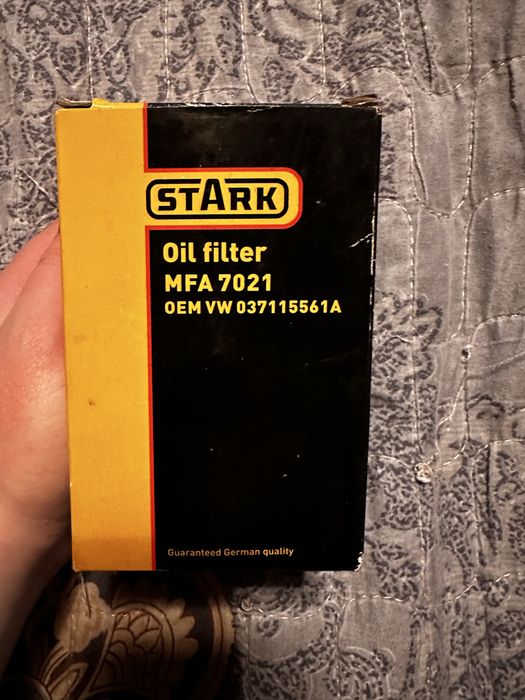 STARK
Oil filter
MFA 7021
OEM VW 037115561A
Guaranteed German quality